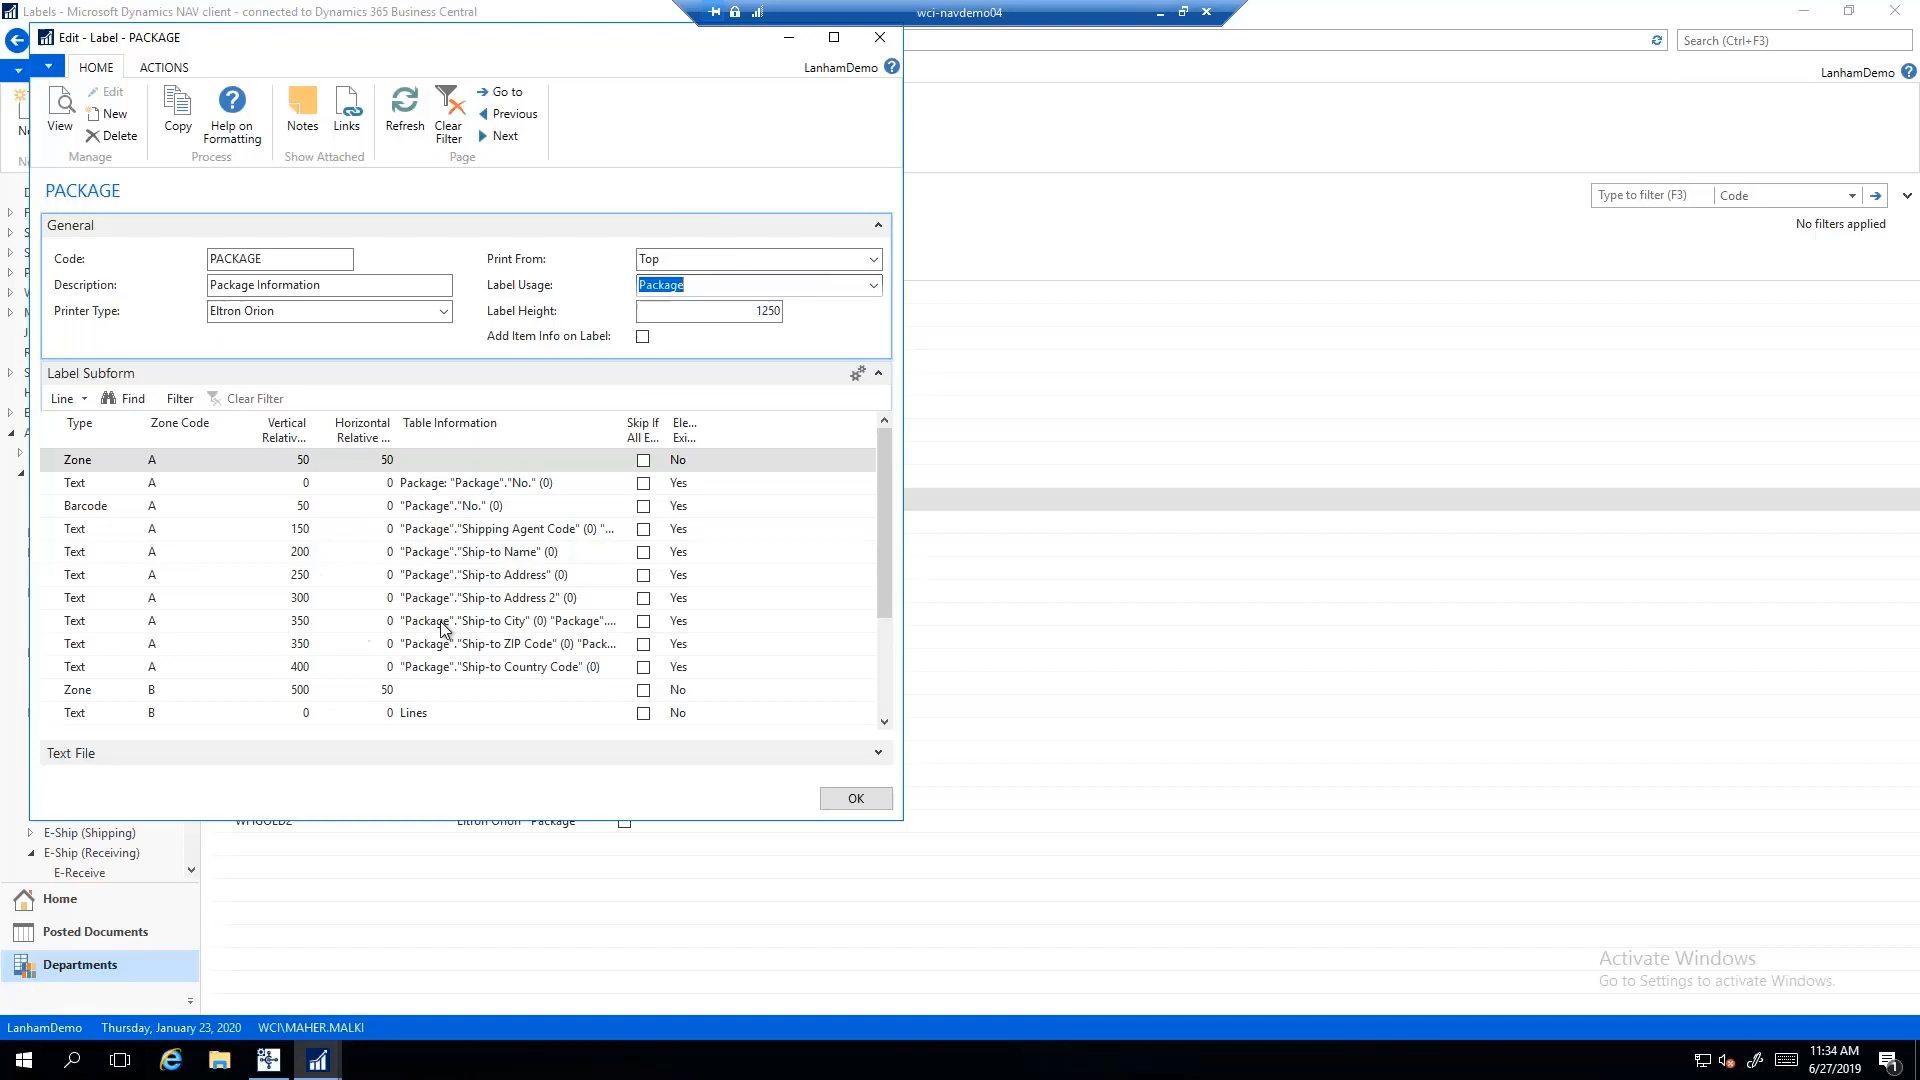 Labels - Microsoft Dynamics NAV client - connected to Dynamics 365 Business Central
wci-navdemo04
Edit - Label - PACKAGE
Search (Ctrl+F3)
HOME
ACTIONS
LanhamDemo
LanhamDemo
View
Edit
New
Delete
Manage
Copy
Help on
Formatting
Process
Notes
Links
Show Attached
Refresh
Clear
Filter
Go to
Previous
Next
Page
PACKAGE
Type to filter (F3)
Code
No filters applied
General
Code:
PACKAGE
Print From:
Top
Description:
Package Information
Label Usage:
Package
Printer Type:
Eltron Orion
Label Height:
1250
Add Item Info on Label:
Label Subform
Line
Find
Filter
Clear Filter
Type Zone Code Vertical Relativ... Horizontal Relative ... Table Information Skip If All E... Ele... Exi...
Zone A 50 50 No
Text A 0 0 Package: "Package"."No." (0) Yes
Barcode A 50 0 "Package"."No." (0) Yes
Text A 150 0 "Package"."Shipping Agent Code" (0) "... Yes
Text A 200 0 "Package"."Ship-to Name" (0) Yes
Text A 250 0 "Package"."Ship-to Address" (0) Yes
Text A 300 0 "Package"."Ship-to Address 2" (0) Yes
Text A 350 0 "Package"."Ship-to City" (0) "Package".... Yes
Text A 350 0 "Package"."Ship-to ZIP Code" (0) "Pack... Yes
Text A 400 0 "Package"."Ship-to Country Code" (0) Yes
Zone B 500 50 No
Text B 0 0 Lines No
Text File
OK
Eltron Orion Package
E-Ship (Shipping)
E-Ship (Receiving)
E-Receive
Home
Posted Documents
Departments
Activate Windows
Go to Settings to activate Windows.
LanhamDemo Thursday, January 23, 2020 WCI\MAHER.MALKI
11:34 AM
6/27/2019
1